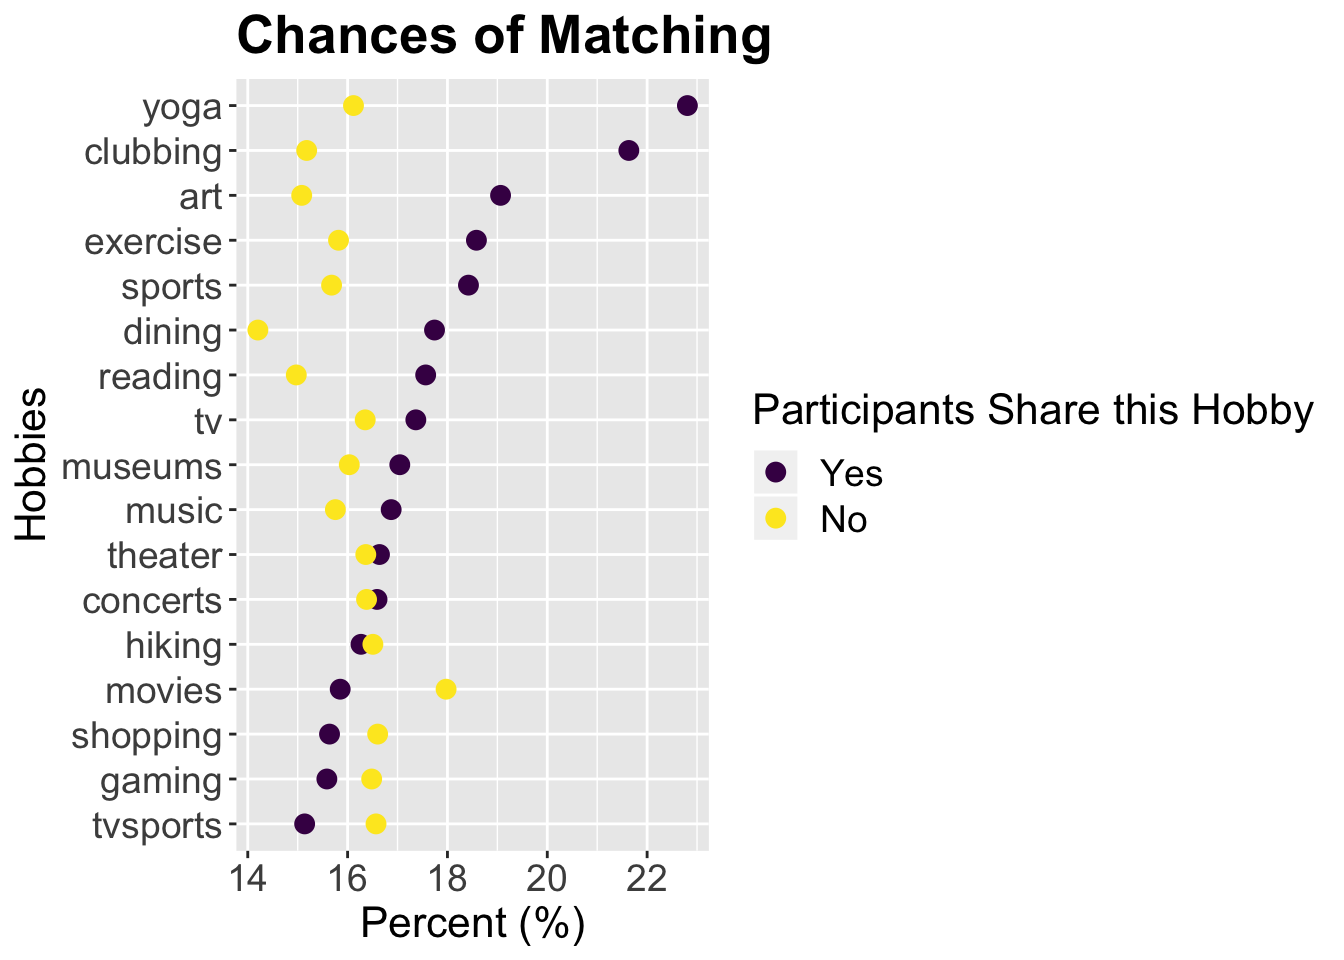 Chances of Matching
yoga
clubbing
art
exercise
sports
dining
reading
tv
museums
music
theater
concerts
hiking
movies
shopping
gaming
tvsports
Hobbies
14 16 18 20 22
Percent (%)
Participants Share this Hobby
Yes
No